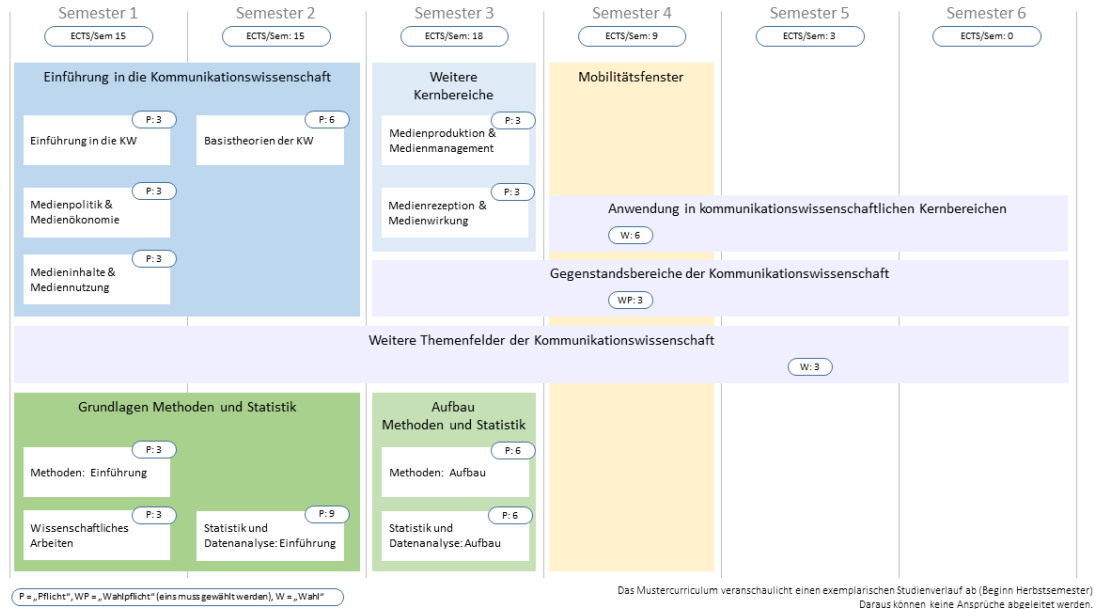 Semester 1
Semester 2
Semester 3
Semester 4
Semester 5
Semester 6
ECTS/Sem 15
ECTS/Sem: 15
ECTS/Sem: 18
ECTS/Sem: 9
ECTS/Sem: 3
ECTS/Sem: 0
Einführung in die Kommunikationswissenschaft
P: 3
Einführung in die KW
P: 6
Basistheorien der KW
P: 3
Medienpolitik &
Medienökonomie
P: 3
Medieninhalte &
Mediennutzung
Weitere
Kernbereiche
P: 3
Medienproduktion &
Medienmanagement
P: 3
Medienrezeption &
Medienwirkung
Mobilitätsfenster
Anwendung in kommunikationswissenschaftlichen Kernbereichen
W: 6
Gegenstandsbereiche der Kommunikationswissenschaft
WP: 3
Weitere Themenfelder der Kommunikationswissenschaft
W: 3
Grundlagen Methoden und Statistik
P: 3
Methoden: Einführung
P: 3
Wissenschaftliches
Arbeiten
P: 9
Statistik und
Datenanalyse: Einführung
Aufbau
Methoden und Statistik
P: 6
Methoden: Aufbau
P: 6
Statistik und
Datenanalyse: Aufbau
P = „Pflicht“, WP = „Wahlpflicht“ (eins muss gewählt werden), W = „Wahl“
Das Mustercurriculum veranschaulicht einen exemplarischen Studienverlauf ab (Beginn Herbstsemester)
Daraus können keine Ansprüche abgeleitet werden.